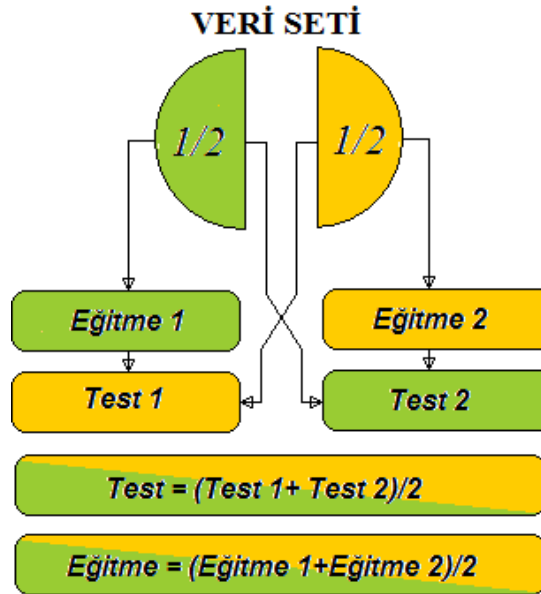 VERİ SETİ
1/2 1/2
Eğitme 1 Eğitme 2
Test 1 Test 2
Test = (Test 1+ Test 2)/2
Eğitme = (Eğitme 1+Eğitme 2)/2